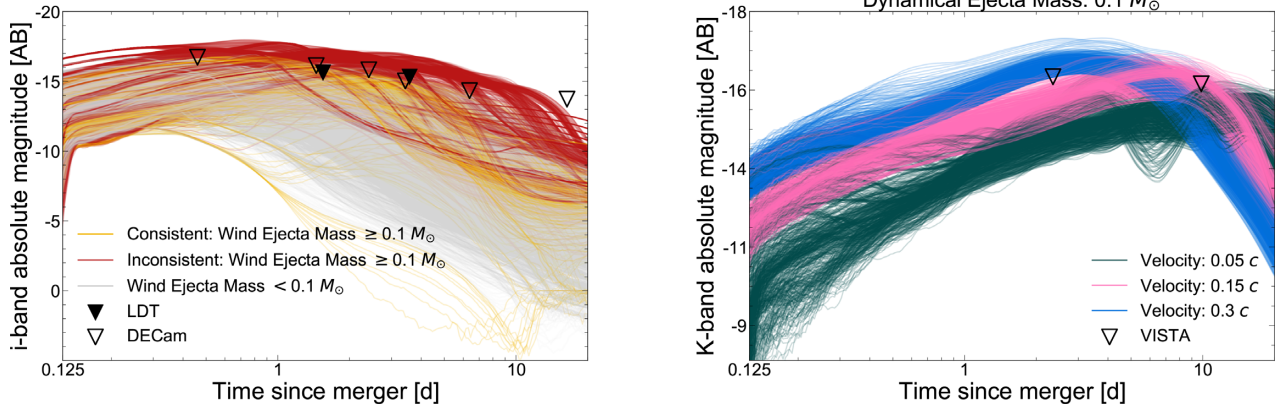 i-band absolute magnitude [AB]
-20
-15
-10
-5
0
Consistent: Wind Ejecta Mass ≥ 0.1 M⊙
Inconsistent: Wind Ejecta Mass ≥ 0.1 M⊙
Wind Ejecta Mass < 0.1 M⊙
LDT
DECam
0.125
1
10
Time since merger [d]
Dynamical Ejecta Mass: 0.1 M⊙
K-band absolute magnitude [AB]
-18
-16
-14
-11
-9
Velocity: 0.05 c
Velocity: 0.15 c
Velocity: 0.3 c
VISTA
0.125
1
10
Time since merger [d]